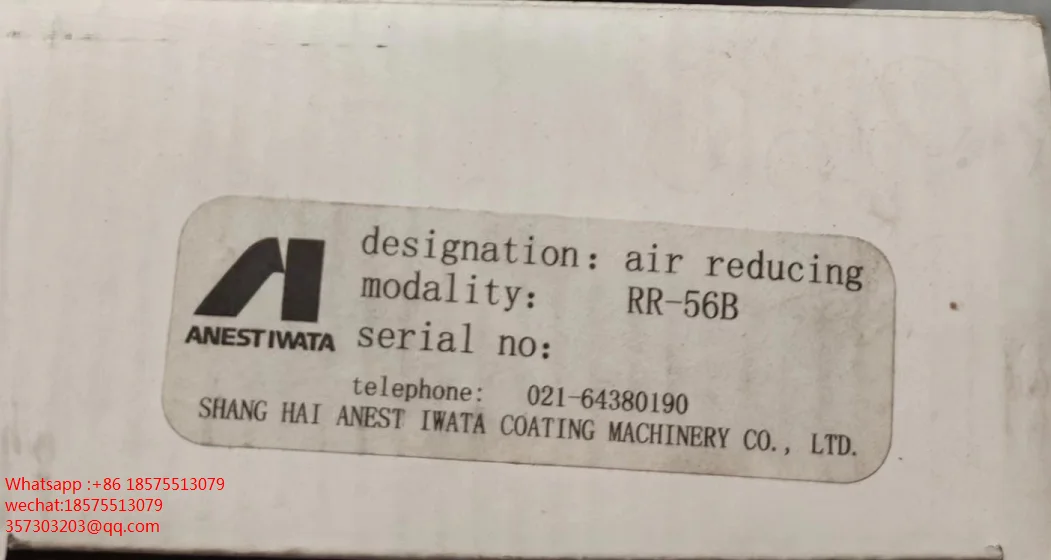 designation: air reducing
modality: RR-56B
ANEST IWATA
serial no:
telephone: 021-64380190
SHANG HAI ANEST IWATA COATING MACHINERY CO., LTD.
Whatsapp :+86 18575513079
wechat:18575513079
357303203@qq.com